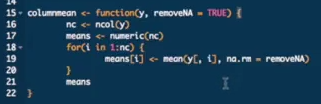 14
15 columnmean <- function(y, removeNA = TRUE) {
16 nc <- ncol(y)
17 means <- numeric(nc)
18 for(i in 1:nc) {
19 means[i] <- mean(y[, i], na.rm = removeNA)
20 }
21 means
22 }